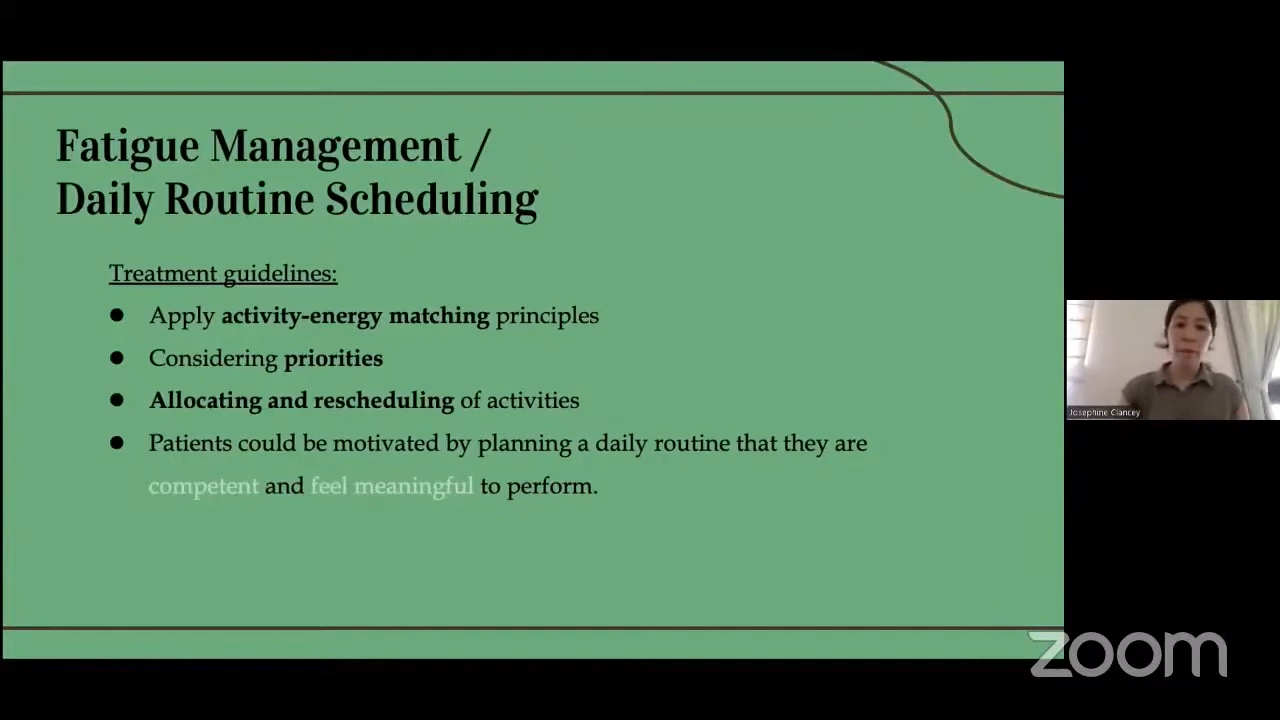 Fatigue Management /
Daily Routine Scheduling
Treatment guidelines:
● Apply activity-energy matching principles
● Considering priorities
● Allocating and rescheduling of activities
● Patients could be motivated by planning a daily routine that they are
competent and feel meaningful to perform.
Josephine Clancey
zoom